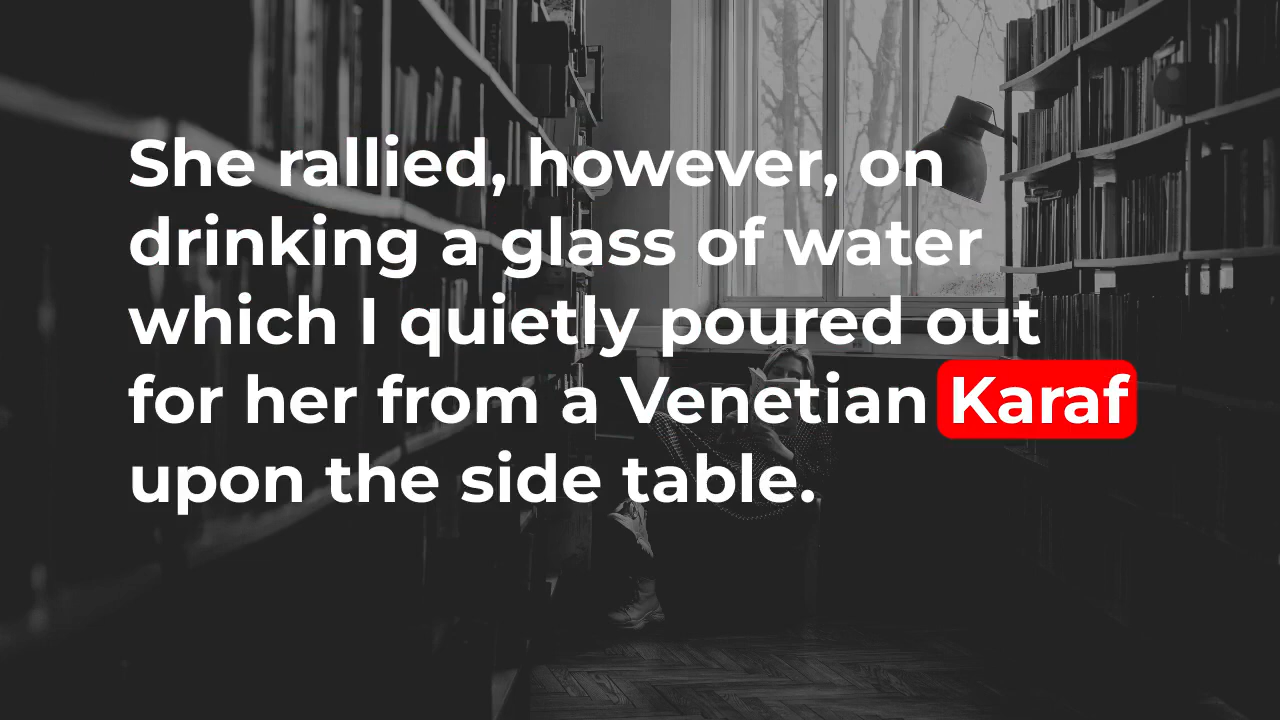 She rallied, however, on
drinking a glass of water
which I quietly poured out
for her from a Venetian Karaf
upon the side table.